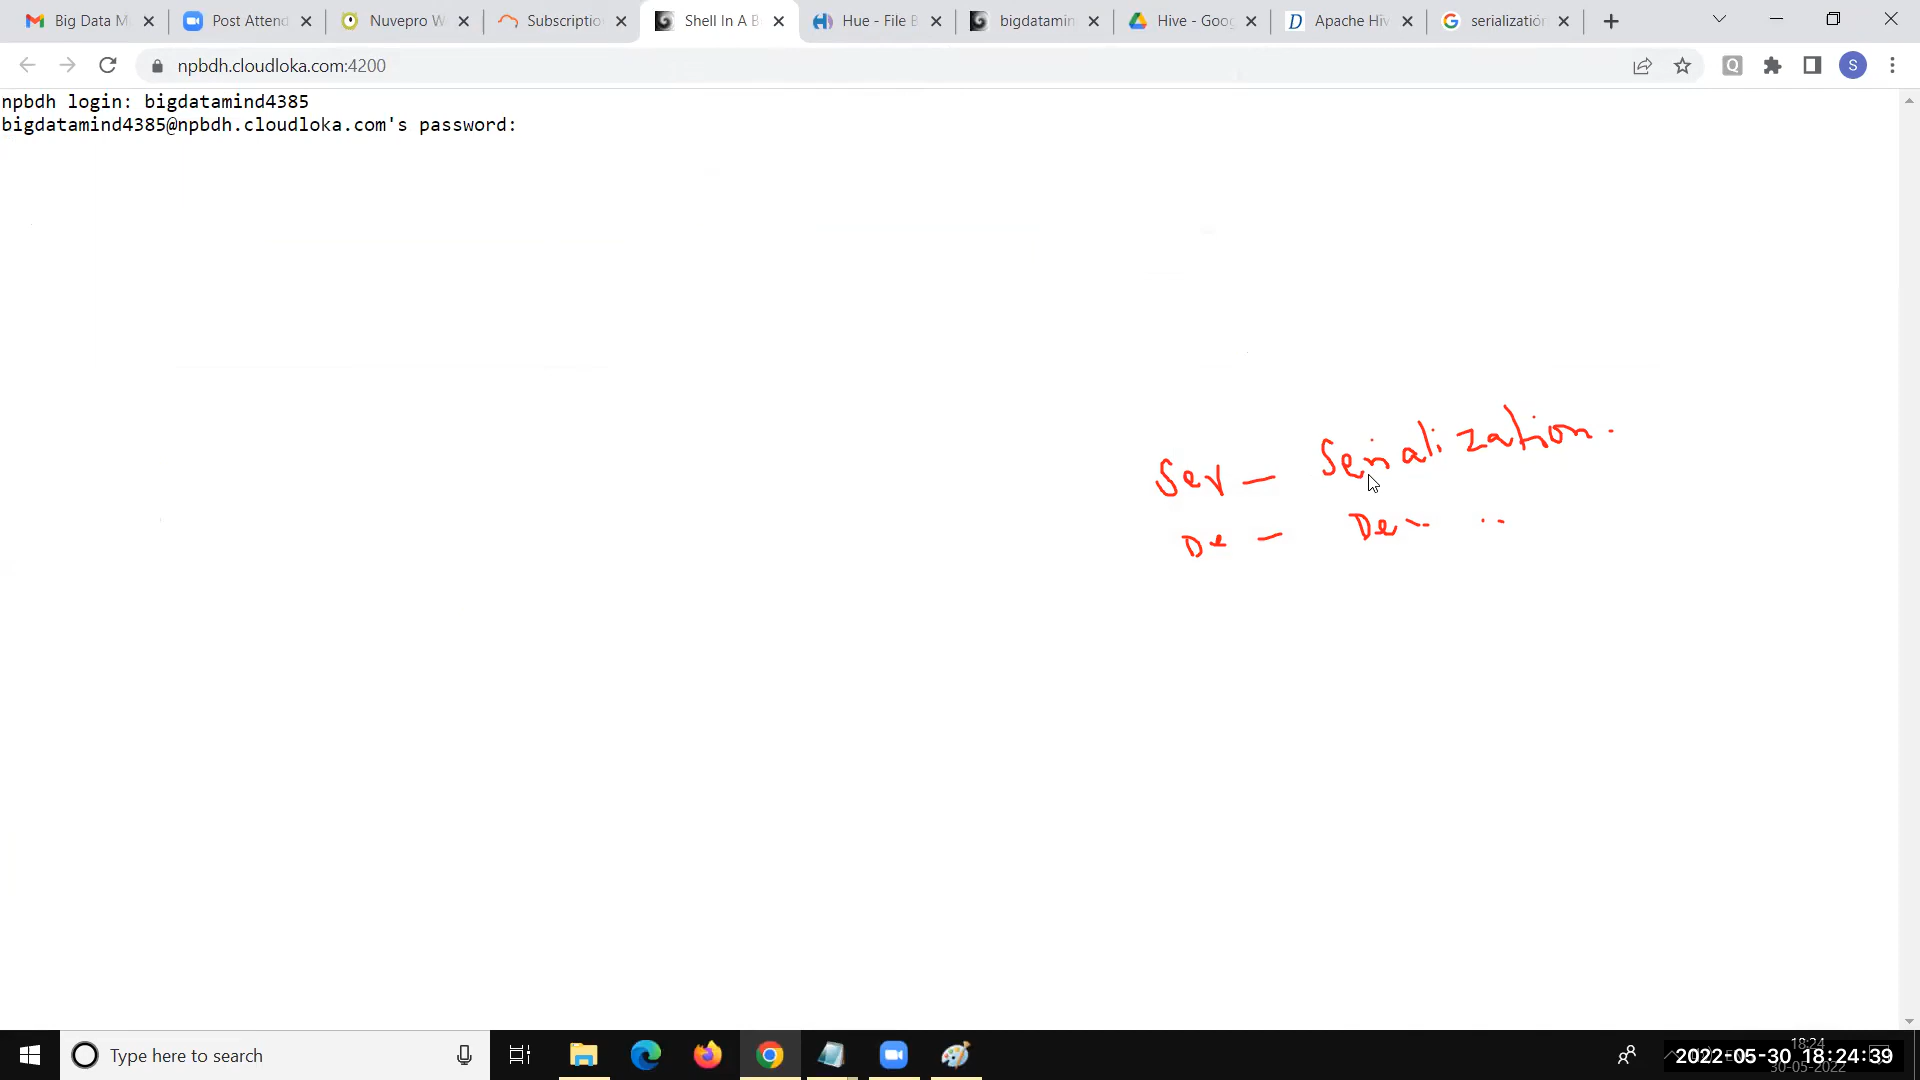 Big Data M
Post Attend
Nuvepro W
Subscriptio
Shell In A B
Hue - File B
bigdatamin
Hive - Goog
Apache Hiv
serialization
npbdh.cloudloka.com:4200
Q
S
npbdh login: bigdatamind4385
bigdatamind4385@npbdh.cloudloka.com's password:
Ser – Serialization.
De – De-- ..
Type here to search
18:24
2022-05-30 18:24:39
30-05-2022